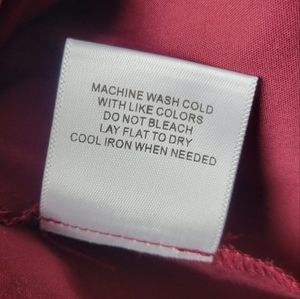 MACHINE WASH COLD
WITH LIKE COLORS
DO NOT BLEACH
LAY FLAT TO DRY
COOL IRON WHEN NEEDED